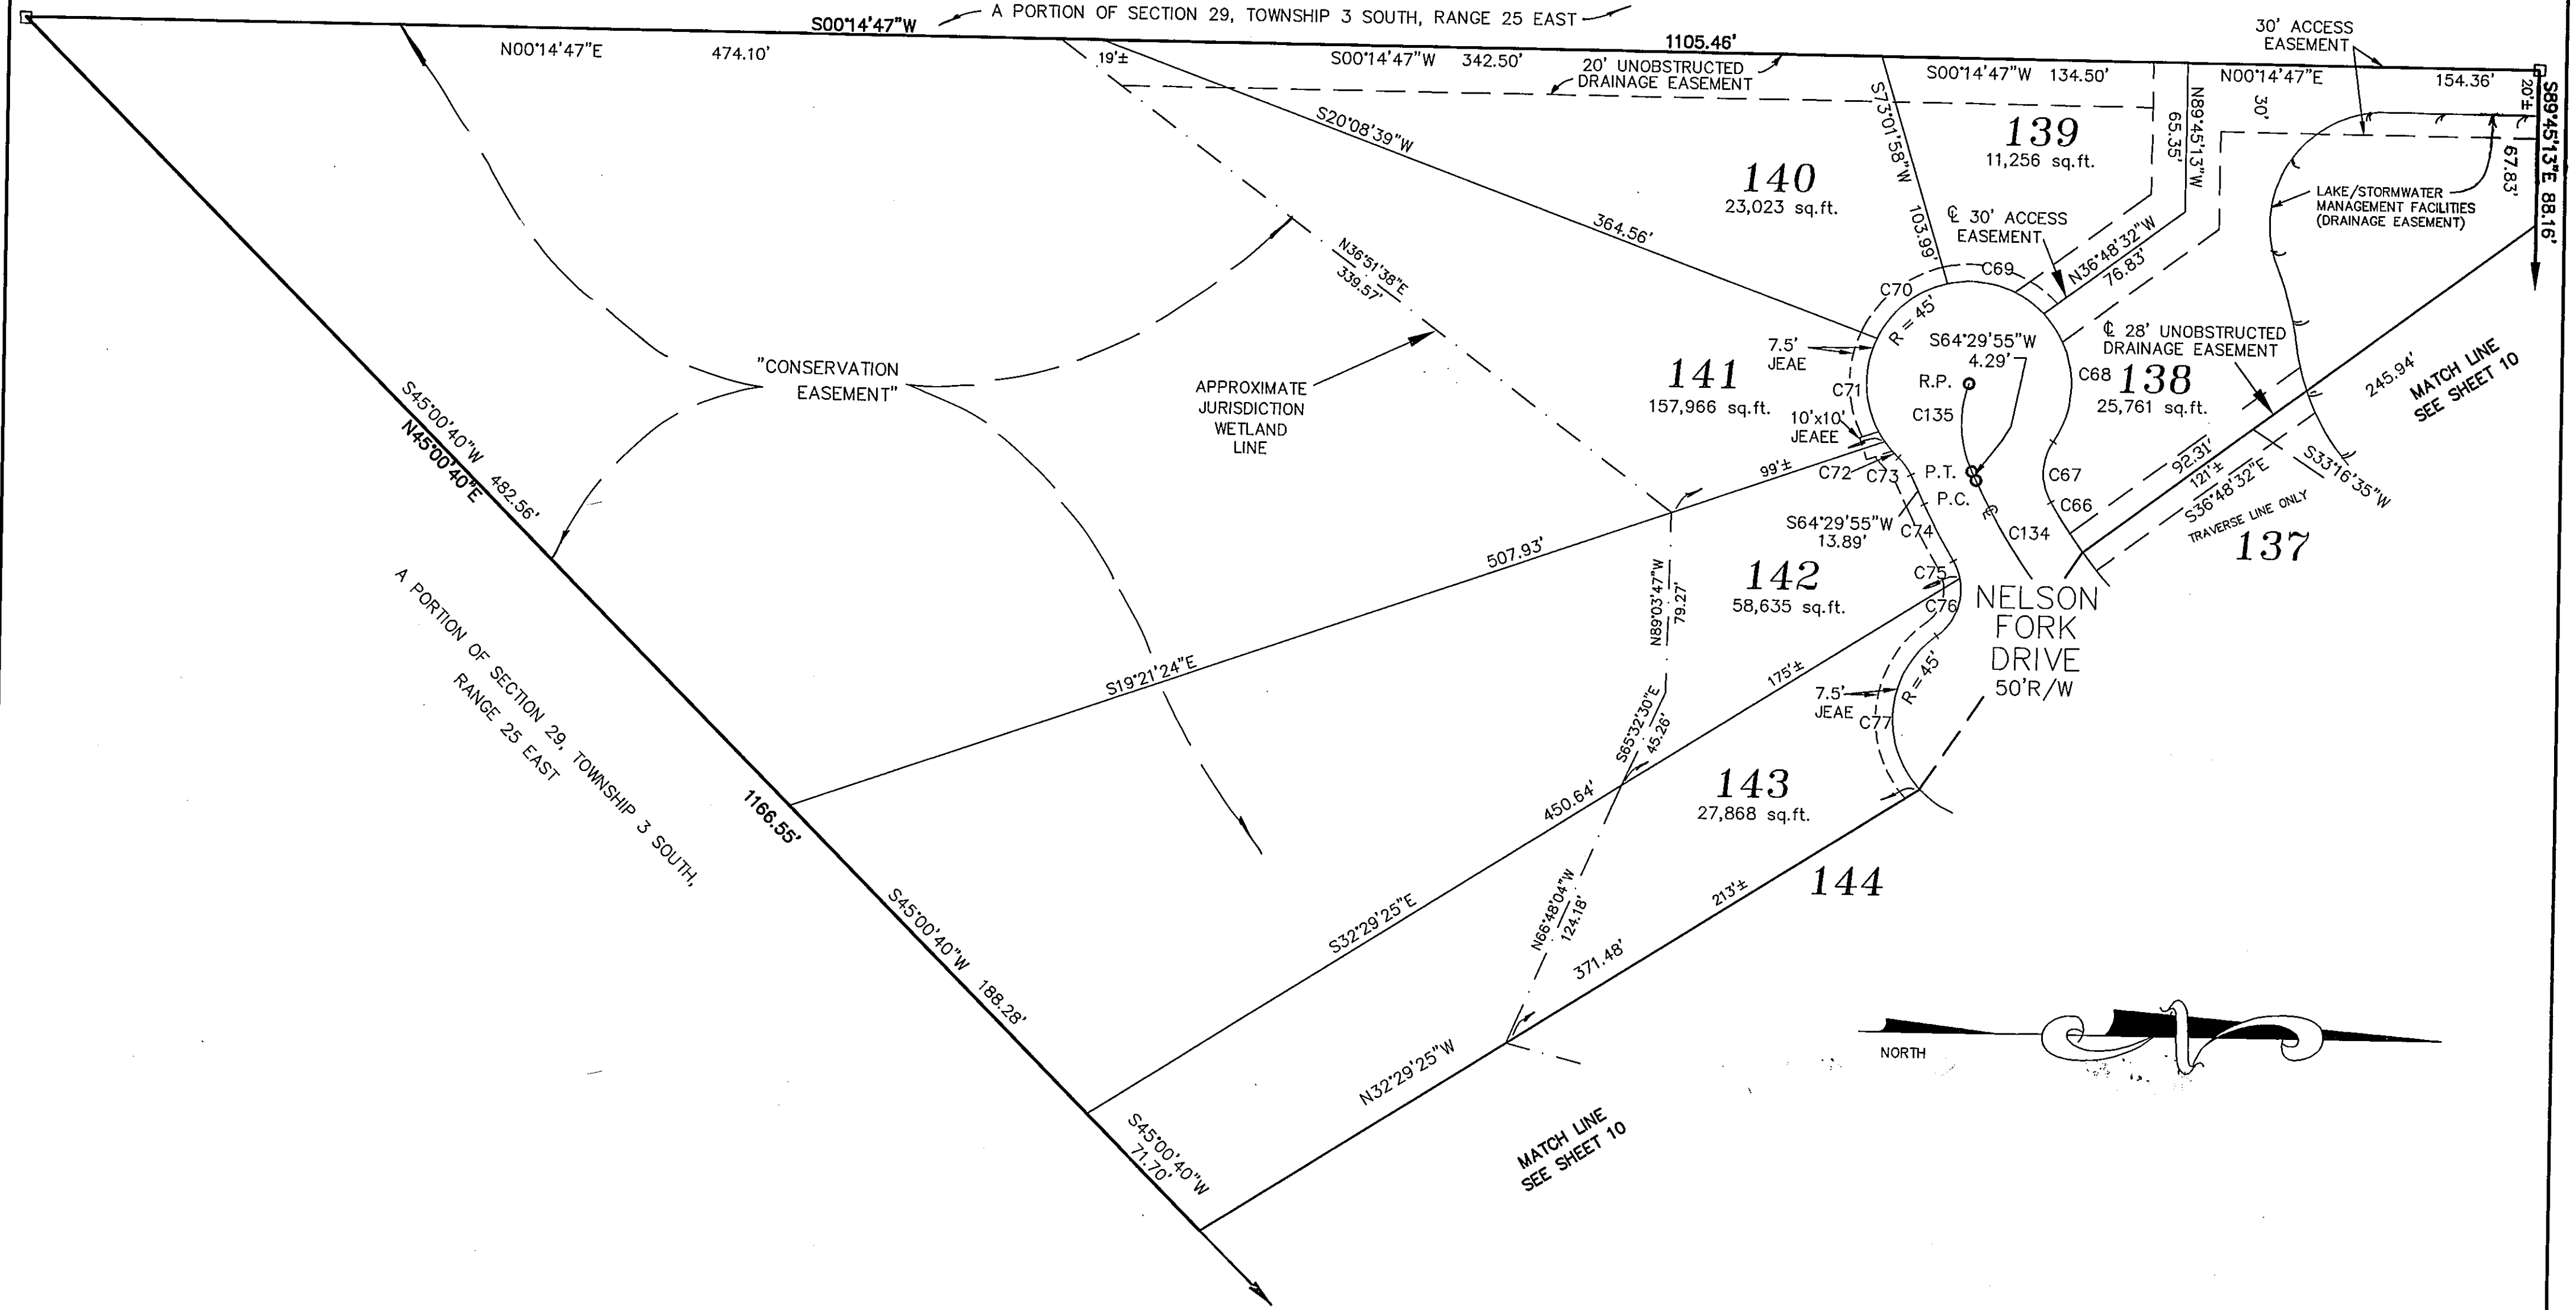 A PORTION OF SECTION 29, TOWNSHIP 3 SOUTH, RANGE 25 EAST
S00°14'47"W
1105.46'
N00°14'47"E 474.10'
19'±
S00°14'47"W 342.50'
20' UNOBSTRUCTED
DRAINAGE EASEMENT
S00°14'47"W 134.50'
30' ACCESS
EASEMENT
N00°14'47"E 154.36'
20'±
S89°45'13"E 88.16'
67.83'
30'
N89°45'13"W
65.35'
S73°01'58"W
103.99'
139
11,256 sq.ft.
140
23,023 sq.ft.
S20°08'39"W
364.56'
LAKE/STORMWATER
MANAGEMENT FACILITIES
(DRAINAGE EASEMENT)
℄ 30' ACCESS
EASEMENT
N36°48'32"W
76.83'
N36°51'38"E
339.57'
C69
C70
R = 45'
S64°29'55"W
4.29'
7.5'
JEAE
℄ 28' UNOBSTRUCTED
DRAINAGE EASEMENT
"CONSERVATION
EASEMENT"
APPROXIMATE
JURISDICTION
WETLAND
LINE
141
157,966 sq.ft.
C71
R.P.
C135
C68
138
25,761 sq.ft.
245.94'
MATCH LINE
SEE SHEET 10
10'x10'
JEAEE
S45°00'40"W 482.56'
N45°00'40"E
99'±
C72
C73
P.T.
P.C.
C67
C66
92.31'
121'±
S36°48'32"E
TRAVERSE LINE ONLY
S33°16'35"W
137
S64°29'55"W
13.89'
C74
℄
C134
507.93'
142
58,635 sq.ft.
C75
C76
N89°03'47"W
79.27'
NELSON
FORK
DRIVE
50'R/W
A PORTION OF SECTION 29, TOWNSHIP 3 SOUTH,
RANGE 25 EAST
S19°21'24"E
175'±
7.5'
JEAE
R = 45'
C77
S65°32'30"E
45.26'
1166.55'
450.64'
143
27,868 sq.ft.
S45°00'40"W 188.28'
S32°29'25"E
N66°48'04"W
124.18'
213'±
144
371.48'
NORTH
N32°29'25"W
S45°00'40"W
71.70'
MATCH LINE
SEE SHEET 10